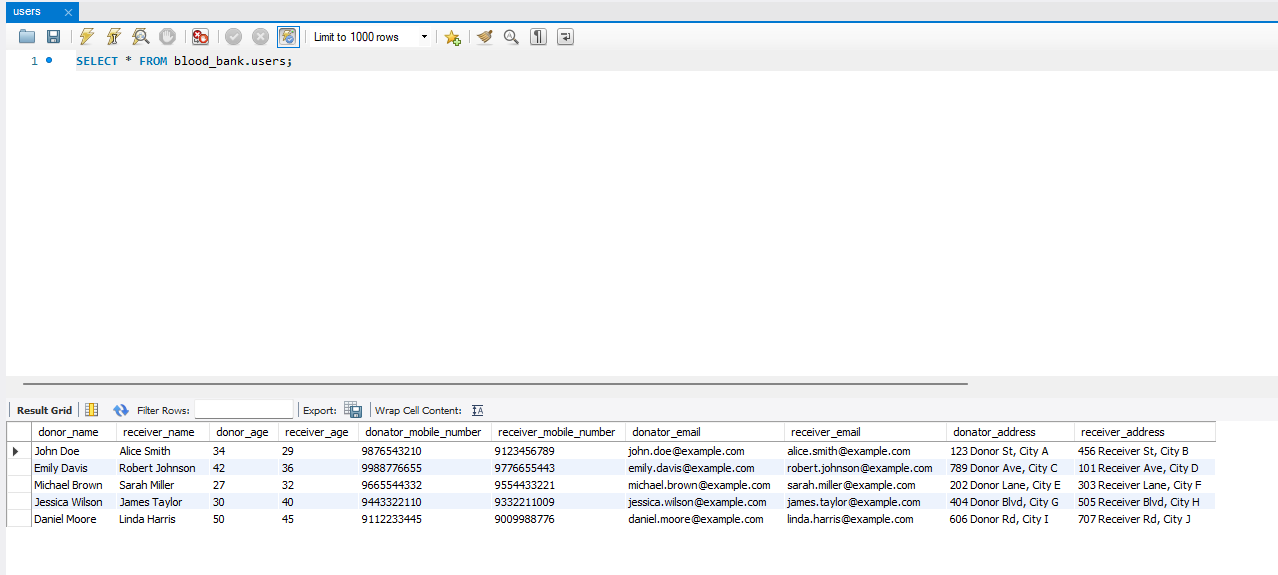 users
Limit to 1000 rows
1 SELECT * FROM blood_bank.users;
Result Grid Filter Rows: Export: Wrap Cell Content:
donor_name receiver_name donor_age receiver_age donator_mobile_number receiver_mobile_number donator_email receiver_email donator_address receiver_address
John Doe Alice Smith 34 29 9876543210 9123456789 john.doe@example.com alice.smith@example.com 123 Donor St, City A 456 Receiver St, City B
Emily Davis Robert Johnson 42 36 9988776655 9776655443 emily.davis@example.com robert.johnson@example.com 789 Donor Ave, City C 101 Receiver Ave, City D
Michael Brown Sarah Miller 27 32 9665544332 9554433221 michael.brown@example.com sarah.miller@example.com 202 Donor Lane, City E 303 Receiver Lane, City F
Jessica Wilson James Taylor 30 40 9443322110 9332211009 jessica.wilson@example.com james.taylor@example.com 404 Donor Blvd, City G 505 Receiver Blvd, City H
Daniel Moore Linda Harris 50 45 9112233445 9009988776 daniel.moore@example.com linda.harris@example.com 606 Donor Rd, City I 707 Receiver Rd, City J